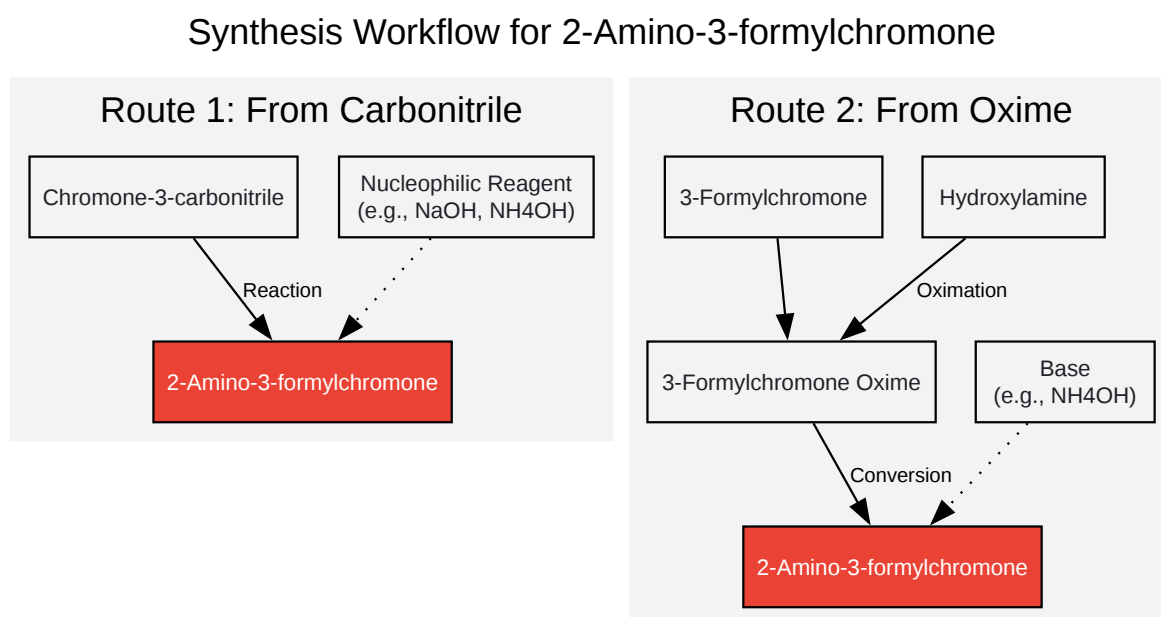 Synthesis Workflow for 2-Amino-3-formylchromone
Route 1: From Carbonitrile
Chromone-3-carbonitrile
Nucleophilic Reagent
(e.g., NaOH, NH4OH)
Reaction
2-Amino-3-formylchromone
Route 2: From Oxime
3-Formylchromone
Hydroxylamine
Oximation
3-Formylchromone Oxime
Base
(e.g., NH4OH)
Conversion
2-Amino-3-formylchromone